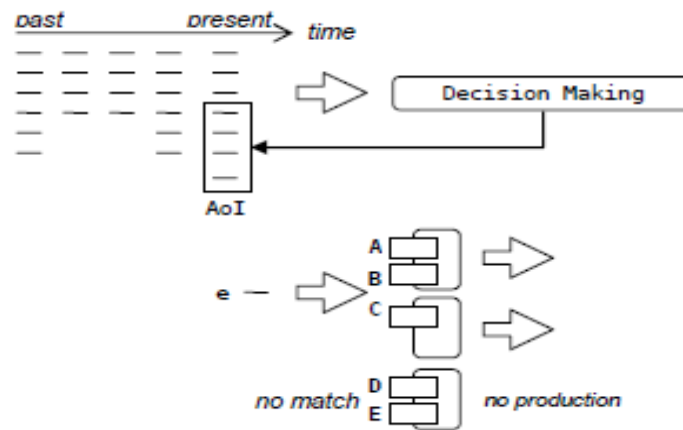 past present
time
Decision Making
AoI
A
B
e
C
D
no match no production
E